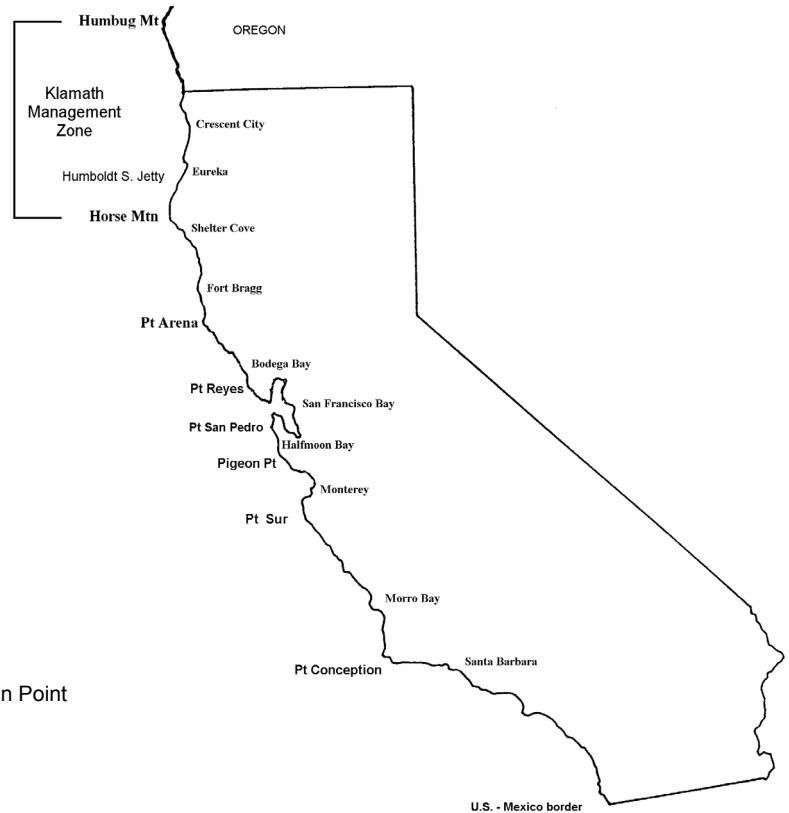 Humbug Mt
OREGON
Klamath
Management
Zone
Crescent City
Humboldt S. Jetty
Eureka
Horse Mtn
Shelter Cove
Fort Bragg
Pt Arena
Bodega Bay
Pt Reyes
San Francisco Bay
Pt San Pedro
Halfmoon Bay
Pigeon Pt
Monterey
Pt Sur
Morro Bay
Santa Barbara
Pt Conception
n Point
U.S. - Mexico border